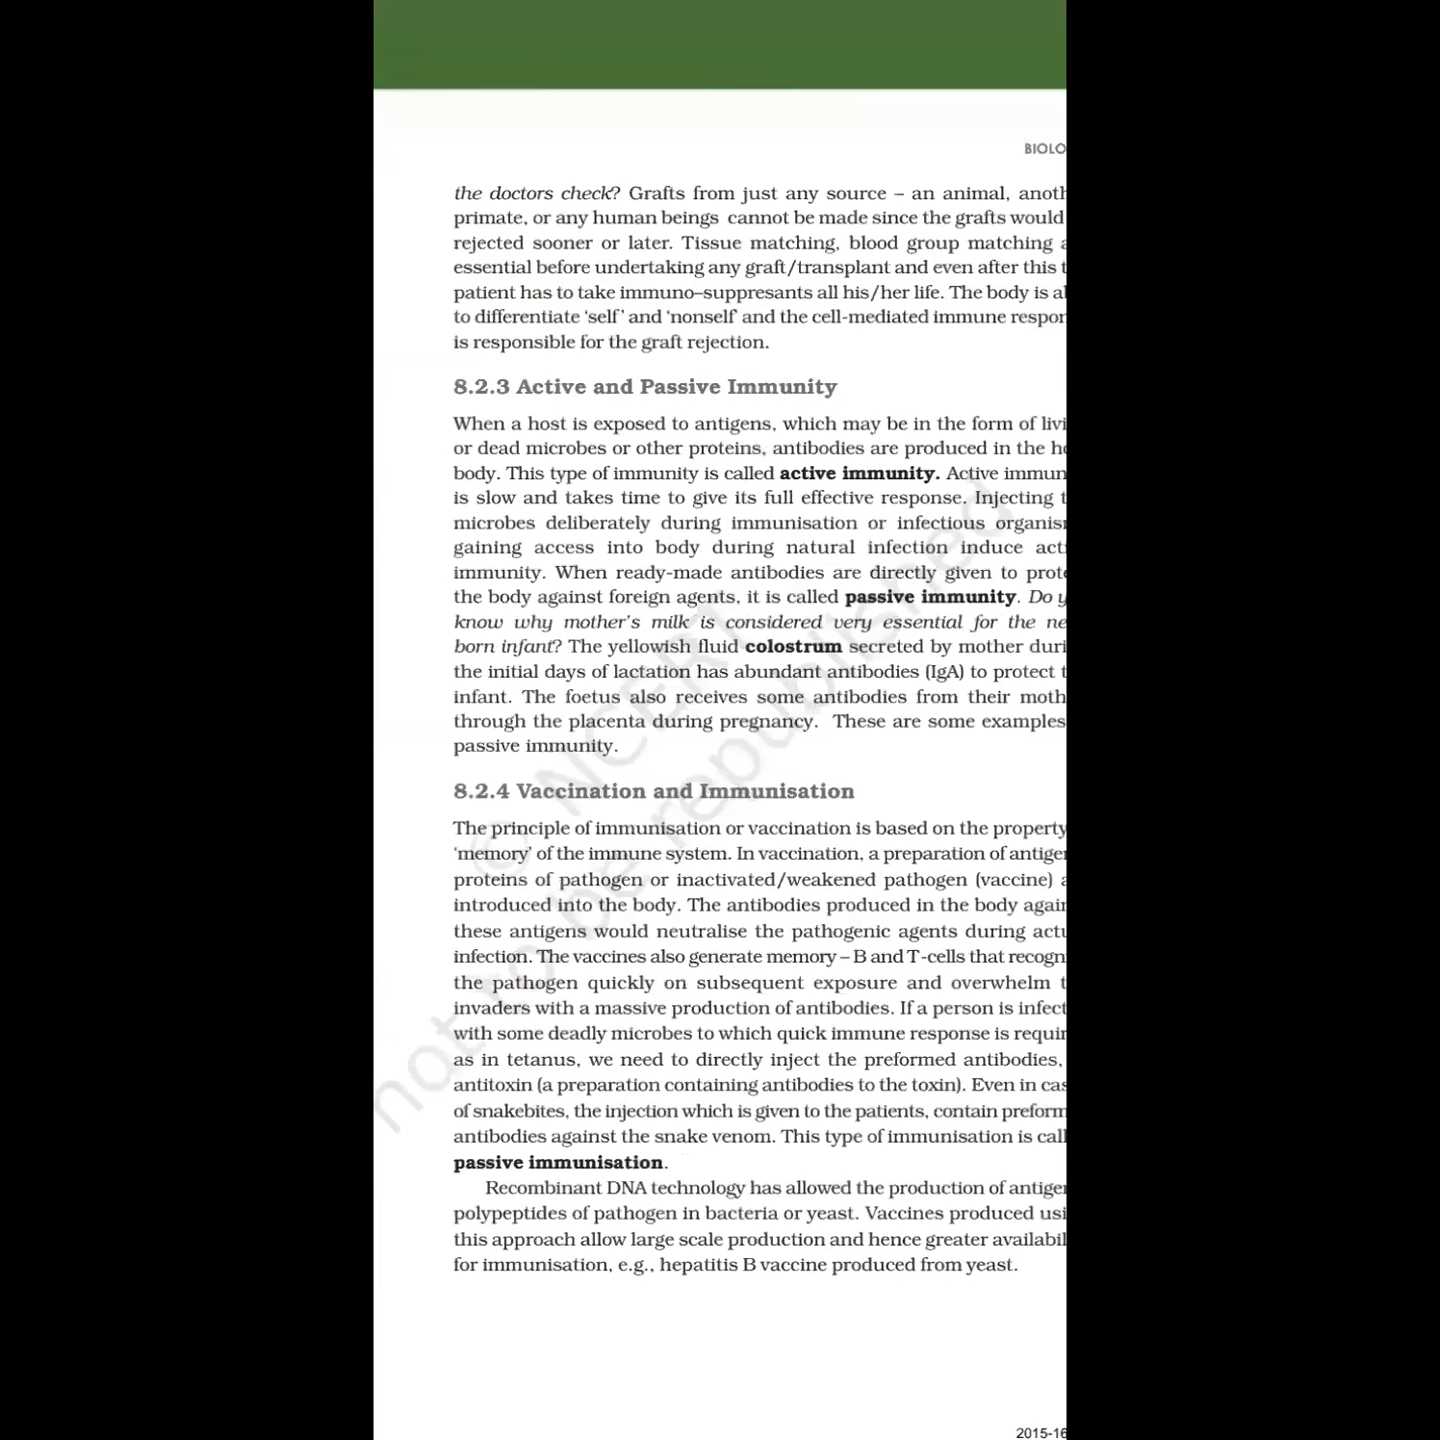 BIOLO
the doctors check? Grafts from just any source – an animal, anoth
primate, or any human beings cannot be made since the grafts would
rejected sooner or later. Tissue matching, blood group matching a
essential before undertaking any graft/transplant and even after this t
patient has to take immuno–suppresants all his/her life. The body is a
to differentiate ‘self’ and ‘nonself’ and the cell-mediated immune respon
is responsible for the graft rejection.
8.2.3 Active and Passive Immunity
When a host is exposed to antigens, which may be in the form of livi
or dead microbes or other proteins, antibodies are produced in the ho
body. This type of immunity is called active immunity. Active immun
is slow and takes time to give its full effective response. Injecting t
microbes deliberately during immunisation or infectious organis
gaining access into body during natural infection induce acti
immunity. When ready-made antibodies are directly given to prote
the body against foreign agents, it is called passive immunity. Do y
know why mother’s milk is considered very essential for the ne
born infant? The yellowish fluid colostrum secreted by mother duri
the initial days of lactation has abundant antibodies (IgA) to protect t
infant. The foetus also receives some antibodies from their moth
through the placenta during pregnancy. These are some examples
passive immunity.
8.2.4 Vaccination and Immunisation
The principle of immunisation or vaccination is based on the property
‘memory’ of the immune system. In vaccination, a preparation of antige
proteins of pathogen or inactivated/weakened pathogen (vaccine) a
introduced into the body. The antibodies produced in the body again
these antigens would neutralise the pathogenic agents during actu
infection. The vaccines also generate memory – B and T-cells that recogn
the pathogen quickly on subsequent exposure and overwhelm t
invaders with a massive production of antibodies. If a person is infect
with some deadly microbes to which quick immune response is requir
as in tetanus, we need to directly inject the preformed antibodies,
antitoxin (a preparation containing antibodies to the toxin). Even in cas
of snakebites, the injection which is given to the patients, contain preform
antibodies against the snake venom. This type of immunisation is call
passive immunisation.
Recombinant DNA technology has allowed the production of antige
polypeptides of pathogen in bacteria or yeast. Vaccines produced usi
this approach allow large scale production and hence greater availabil
for immunisation, e.g., hepatitis B vaccine produced from yeast.
© NCERT
not to be republished
2015-16